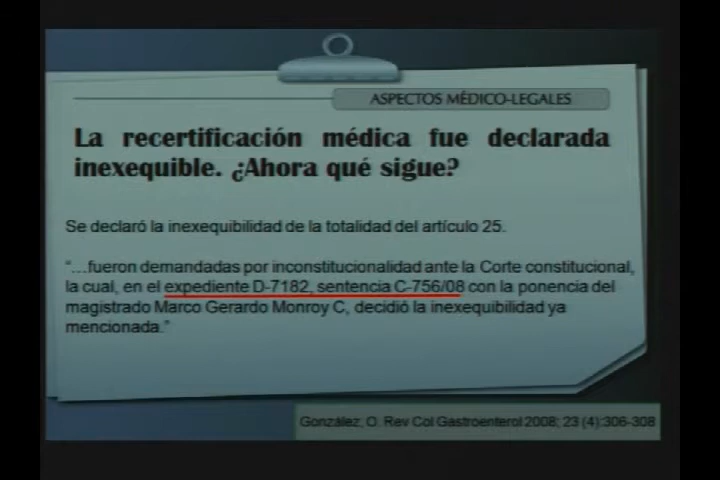 ASPECTOS MÉDICO-LEGALES
La recertificación médica fue declarada
inexequible. ¿Ahora qué sigue?
Se declaró la inexequibilidad de la totalidad del artículo 25.
“…fueron demandadas por inconstitucionalidad ante la Corte constitucional,
la cual, en el expediente D-7182, sentencia C-756/08 con la ponencia del
magistrado Marco Gerardo Monroy C, decidió la inexequibilidad ya
mencionada.”
González, O. Rev Col Gastroenterol 2008; 23 (4):306-308